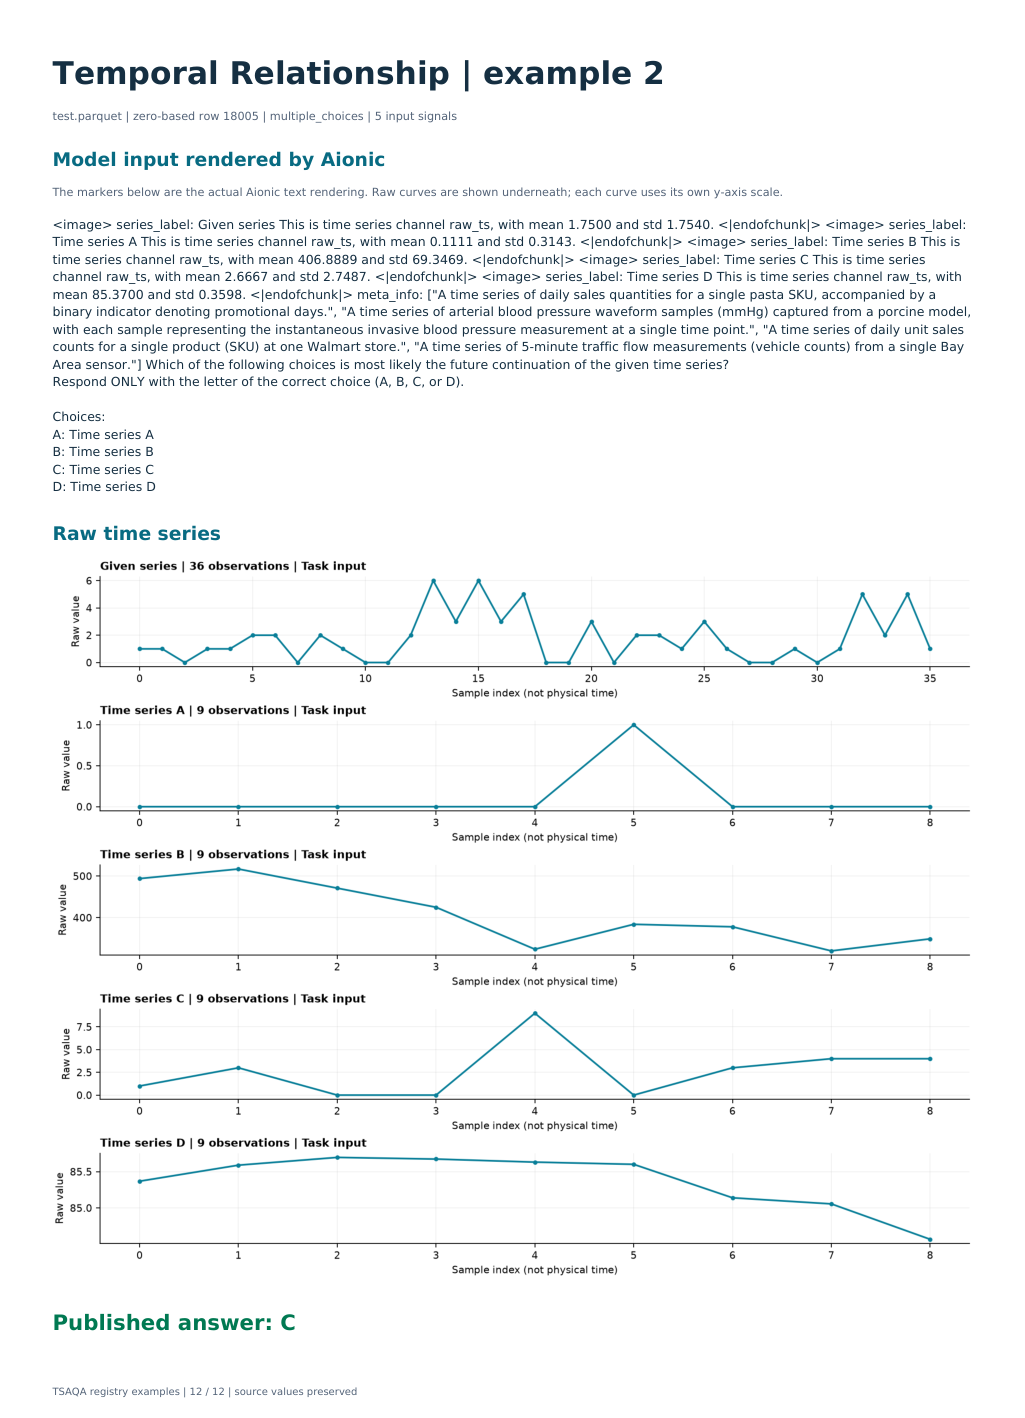 Temporal Relationship | example 2
test.parquet | zero-based row 18005 | multiple_choices | 5 input signals
Model input rendered by Aionic
The markers below are the actual Aionic text rendering. Raw curves are shown underneath; each curve uses its own y-axis scale.
<image> series_label: Given series This is time series channel raw_ts, with mean 1.7500 and std 1.7540. <|endofchunk|> <image> series_label:
Time series A This is time series channel raw_ts, with mean 0.1111 and std 0.3143. <|endofchunk|> <image> series_label: Time series B This is
time series channel raw_ts, with mean 406.8889 and std 69.3469. <|endofchunk|> <image> series_label: Time series C This is time series
channel raw_ts, with mean 2.6667 and std 2.7487. <|endofchunk|> <image> series_label: Time series D This is time series channel raw_ts, with
mean 85.3700 and std 0.3598. <|endofchunk|> meta_info: ["A time series of daily sales quantities for a single pasta SKU, accompanied by a
binary indicator denoting promotional days.", "A time series of arterial blood pressure waveform samples (mmHg) captured from a porcine model,
with each sample representing the instantaneous invasive blood pressure measurement at a single time point.", "A time series of daily unit sales
counts for a single product (SKU) at one Walmart store.", "A time series of 5-minute traffic flow measurements (vehicle counts) from a single Bay
Area sensor."] Which of the following choices is most likely the future continuation of the given time series?
Respond ONLY with the letter of the correct choice (A, B, C, or D).
Choices:
A: Time series A
B: Time series B
C: Time series C
D: Time series D
Raw time series
Given series | 36 observations | Task input
Raw value
6
4
2
0
0 5 10 15 20 25 30 35
Sample index (not physical time)
Time series A | 9 observations | Task input
Raw value
1.0
0.5
0.0
0 1 2 3 4 5 6 7 8
Sample index (not physical time)
Time series B | 9 observations | Task input
Raw value
500
400
0 1 2 3 4 5 6 7 8
Sample index (not physical time)
Time series C | 9 observations | Task input
Raw value
7.5
5.0
2.5
0.0
0 1 2 3 4 5 6 7 8
Sample index (not physical time)
Time series D | 9 observations | Task input
Raw value
85.5
85.0
0 1 2 3 4 5 6 7 8
Sample index (not physical time)
Published answer: C
TSAQA registry examples | 12 / 12 | source values preserved